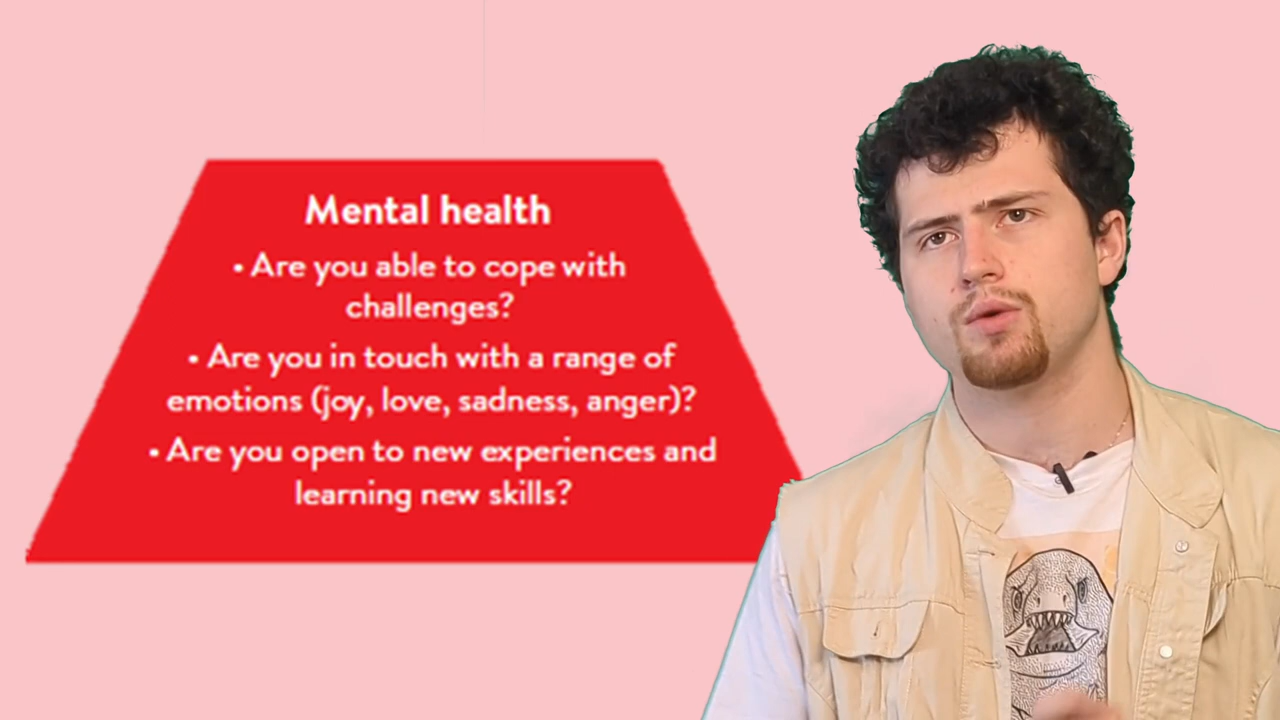 Mental health
• Are you able to cope with
challenges?
• Are you in touch with a range of
emotions (joy, love, sadness, anger)?
• Are you open to new experiences and
learning new skills?